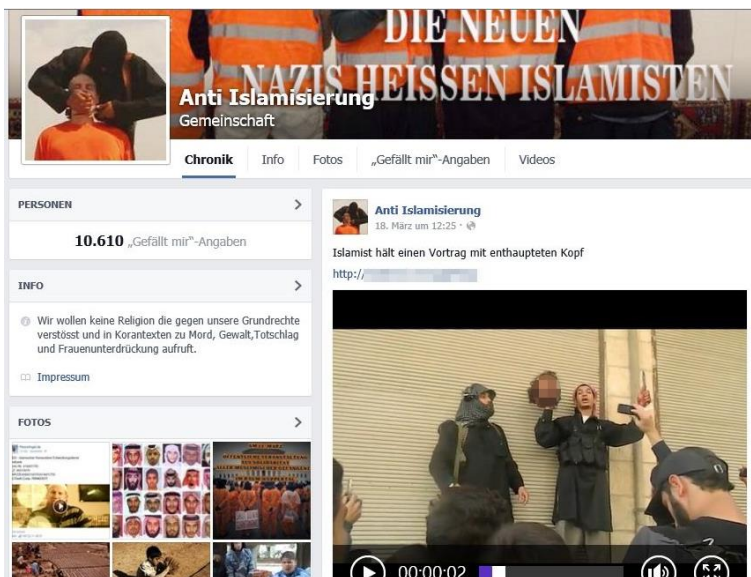 DIE NEUEN
NAZIS HEISSEN ISLAMISTEN
Anti Islamisierung
Gemeinschaft
Chronik Info Fotos „Gefällt mir“-Angaben Videos
PERSONEN
10.610 „Gefällt mir“-Angaben
INFO
Wir wollen keine Religion die gegen unsere Grundrechte
verstösst und in Korantexten zu Mord, Gewalt,Totschlag
und Frauenunterdrückung aufruft.
Impressum
FOTOS
Anti Islamisierung
18. März um 12:25 ·
Islamist hält einen Vortrag mit enthaupteten Kopf
http://
00:00:02